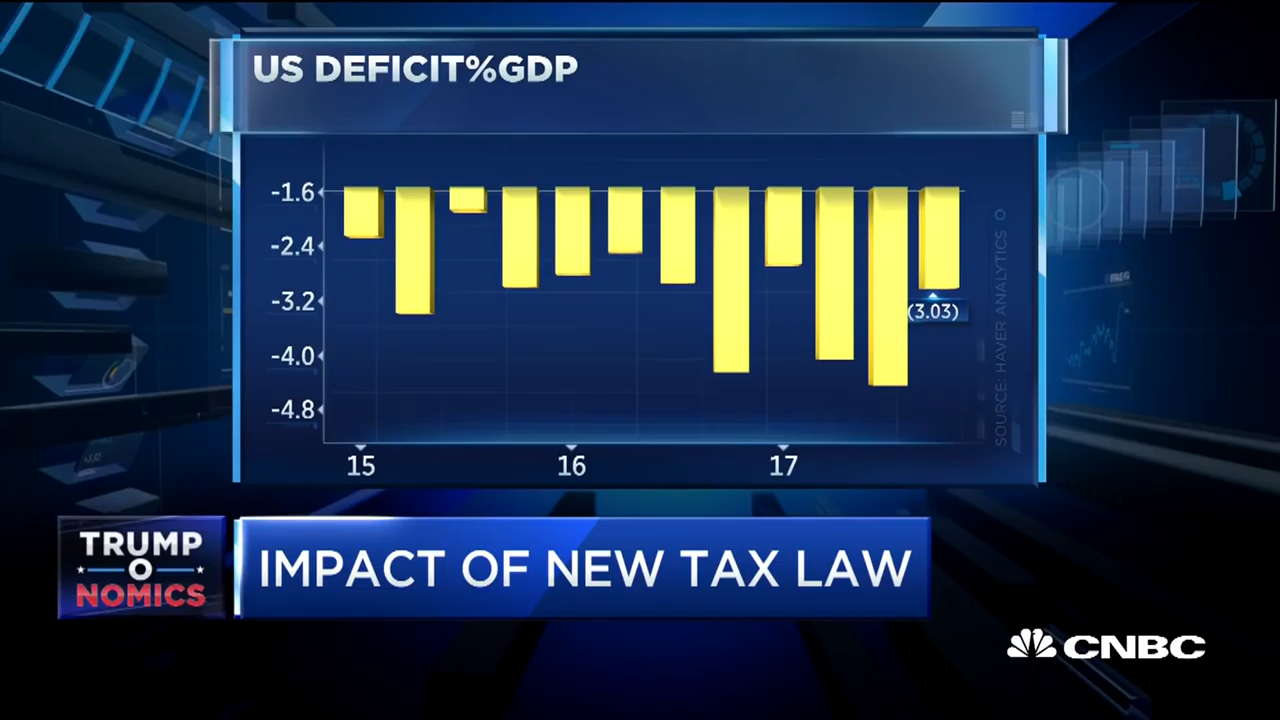 US DEFICIT%GDP
-1.6
-2.4
-3.2
-4.0
-4.8
(3.03)
15
16
17
SOURCE: HAVER ANALYTICS
TRUMP
O
NOMICS
IMPACT OF NEW TAX LAW
CNBC